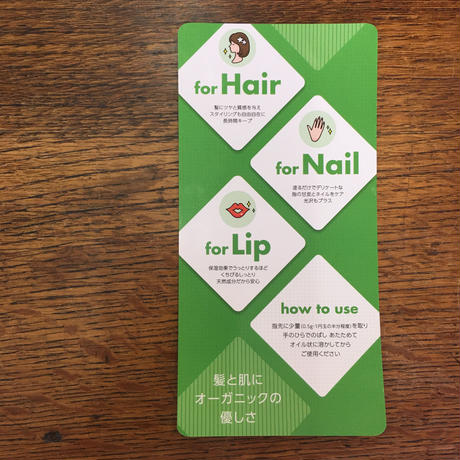 for Hair
髪にツヤと質感を与え
スタイリングも自由自在に
長時間キープ
for Nail
塗るだけでデリケートな
指の甘皮とネイルをケア
光沢もプラス
for Lip
保湿効果でうっとりするほど
くちびるしっとり
天然成分だから安心
how to use
指先に少量(0.5g-1円玉の半分程度)を取り
手のひらでのばし あたためて
オイル状に溶かしてから
ご使用ください
髪と肌に
オーガニックの
優しさ